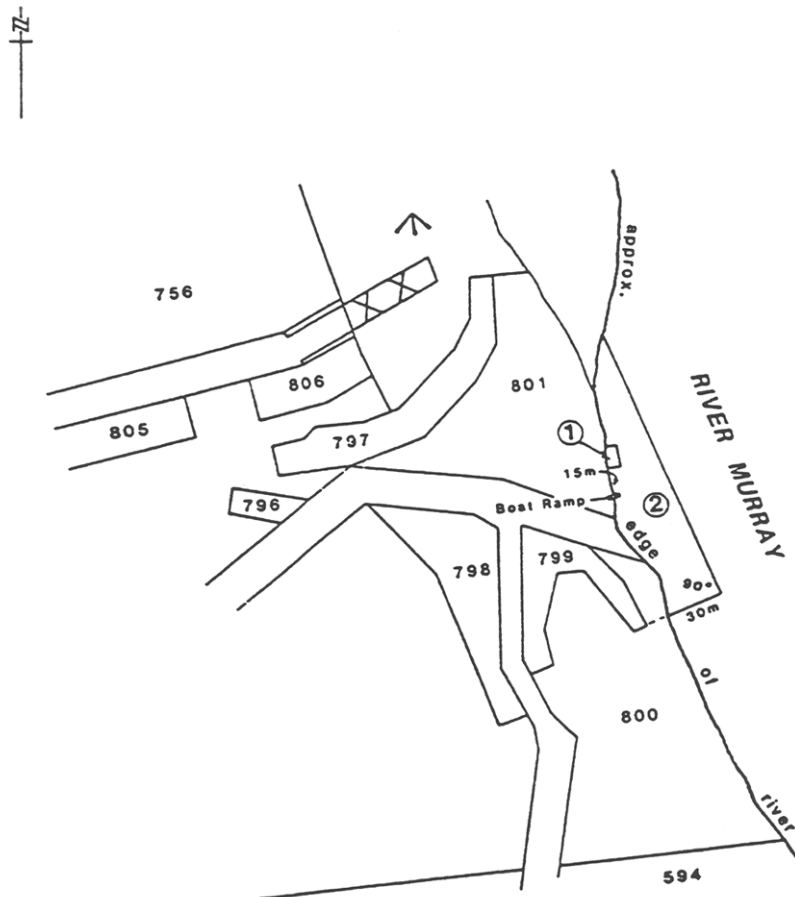 N
approx.
756
806
801
805
797
1
RIVER MURRAY
15m
796
Boat Ramp
2
edge
798
799
90°
30m
of
800
river
594